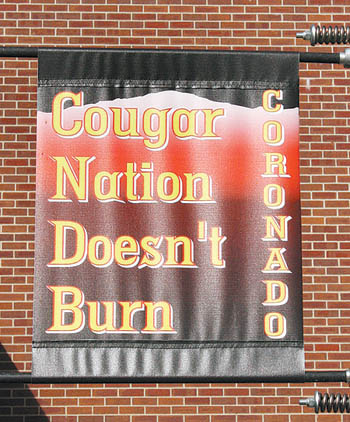 Cougar
Nation
Doesn't
Burn
CORONADO